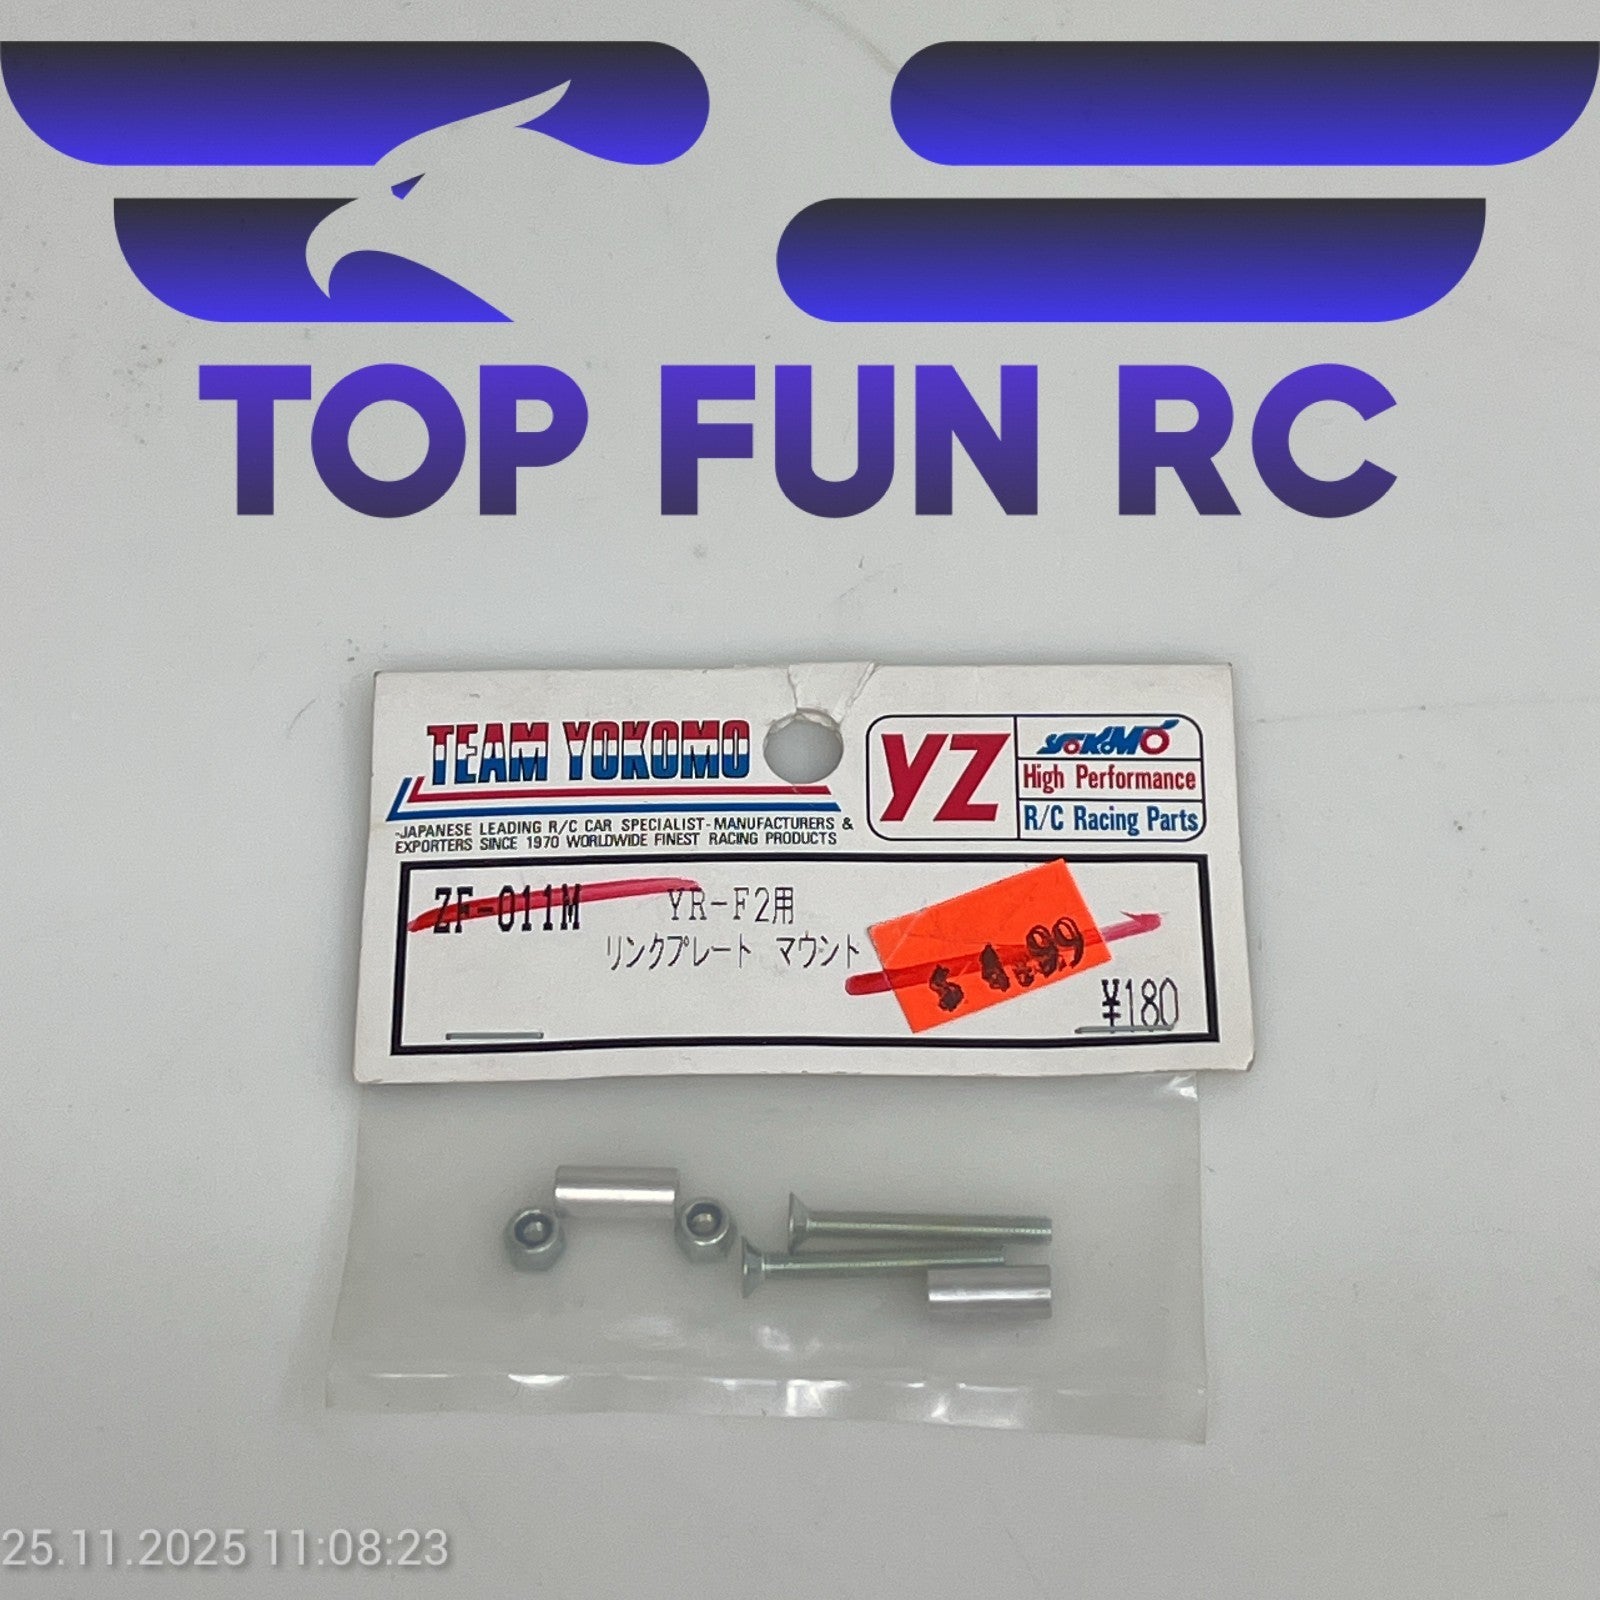 TOP FUN RC
TEAM YOKOMO
-JAPANESE LEADING R/C CAR SPECIALIST-MANUFACTURERS &
EXPORTERS SINCE 1970 WORLDWIDE FINEST RACING PRODUCTS
YZ
YOKOMO
High Performance
R/C Racing Parts
ZF-011M YR-F2用
リンクプレート マウント
¥180
25.11.2025 11:08:23